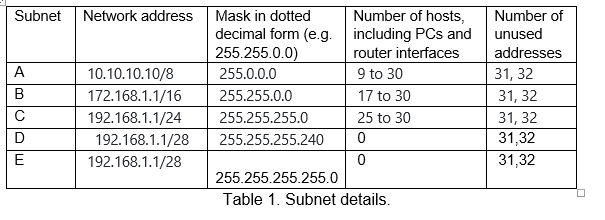 Subnet Network address Mask in dotted decimal form (e.g. 255.255.0.0) Number of hosts, including PCs and router interfaces Number of unused addresses
A 10.10.10.10/8 255.0.0.0 9 to 30 31, 32
B 172.168.1.1/16 255.255.0.0 17 to 30 31, 32
C 192.168.1.1/24 255.255.255.0 25 to 30 31, 32
D 192.168.1.1/28 255.255.255.240 0 31,32
E 192.168.1.1/28 255.255.255.255.0 0 31,32
Table 1. Subnet details.